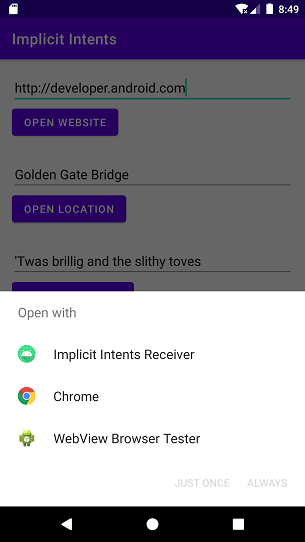 8:49
Implicit Intents
http://developer.android.com
OPEN WEBSITE
Golden Gate Bridge
OPEN LOCATION
'Twas brillig and the slithy toves
Open with
Implicit Intents Receiver
Chrome
WebView Browser Tester
JUST ONCE ALWAYS